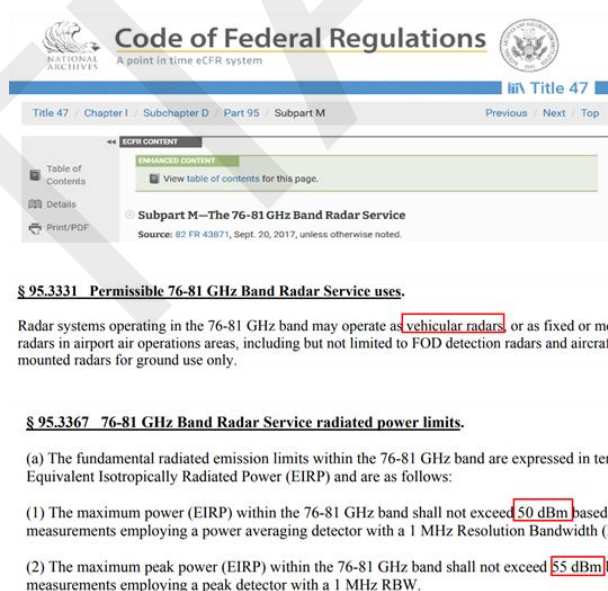 Code of Federal Regulations
NATIONAL ARCHIVES
A point in time eCFR system
Title 47
Title 47 / Chapter I / Subchapter D / Part 95 / Subpart M
Previous / Next / Top
ECFR CONTENT
ENHANCED CONTENT
Table of Contents
View table of contents for this page.
Details
Print/PDF
Subpart M—The 76-81 GHz Band Radar Service
Source: 82 FR 43871, Sept. 20, 2017, unless otherwise noted.
§ 95.3331 Permissible 76-81 GHz Band Radar Service uses.
Radar systems operating in the 76-81 GHz band may operate as vehicular radars, or as fixed or
radars in airport air operations areas, including but not limited to FOD detection radars and
mounted radars for ground use only.
§ 95.3367 76-81 GHz Band Radar Service radiated power limits.
(a) The fundamental radiated emission limits within the 76-81 GHz band are expressed in
Equivalent Isotropically Radiated Power (EIRP) and are as follows:
(1) The maximum power (EIRP) within the 76-81 GHz band shall not exceed 50 dBm based
measurements employing a power averaging detector with a 1 MHz Resolution Bandwidth
(2) The maximum peak power (EIRP) within the 76-81 GHz band shall not exceed 55 dBm
measurements employing a peak detector with a 1 MHz RBW.